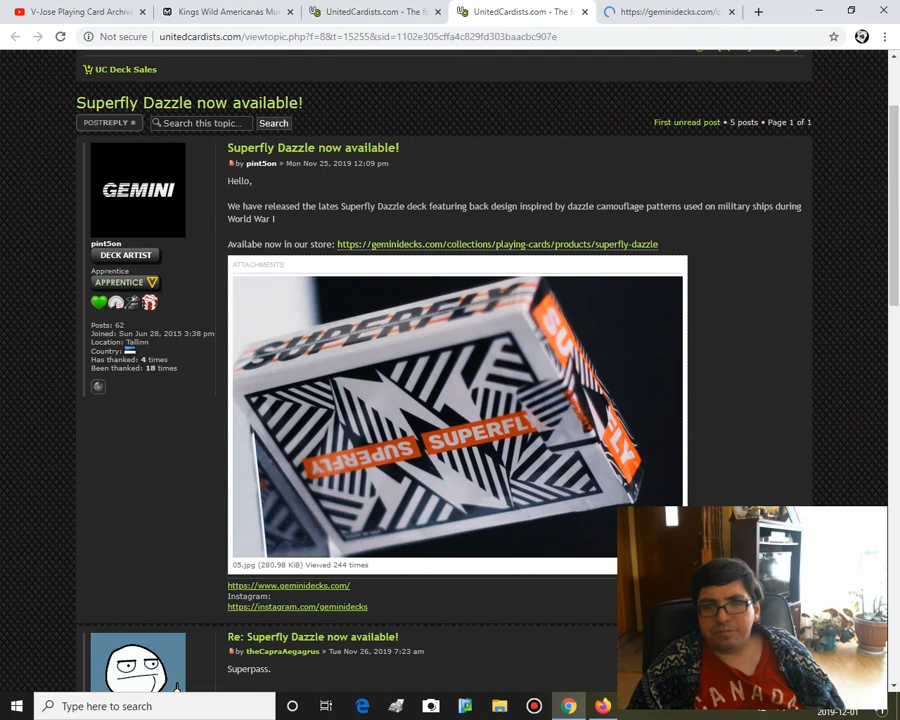 V-Jose Playing Card Archive
Kings Wild Americanas Mu
UnitedCardists.com - The fo
UnitedCardists.com - The fo
https://geminidecks.com/co
Not secure
unitedcardists.com/viewtopic.php?f=8&t=15255&sid=1102e305cffa4c829fd303baacbc907e
UC Deck Sales
Superfly Dazzle now available!
POSTREPLY
Search this topic...
Search
First unread post • 5 posts • Page 1 of 1
GEMINI
pint5on
DECK ARTIST
Apprentice
APPRENTICE
Posts: 62
Joined: Sun Jun 28, 2015 3:38 pm
Location: Tallinn
Country:
Has thanked: 4 times
Been thanked: 18 times
Superfly Dazzle now available!
by pint5on » Mon Nov 25, 2019 12:09 pm
Hello,
We have released the lates Superfly Dazzle deck featuring back design inspired by dazzle camouflage patterns used on military ships during
World War I
Availabe now in our store: https://geminidecks.com/collections/playing-cards/products/superfly-dazzle
ATTACHMENTS
SUPERFLY
SUPERFLY SUPERFLY
05.jpg (280.98 KiB) Viewed 244 times
https://www.geminidecks.com/
Instagram:
https://instagram.com/geminidecks
Re: Superfly Dazzle now available!
by theCapraAegagrus » Tue Nov 26, 2019 7:23 am
Superpass.
CANADA
Type here to search
2019-12-01